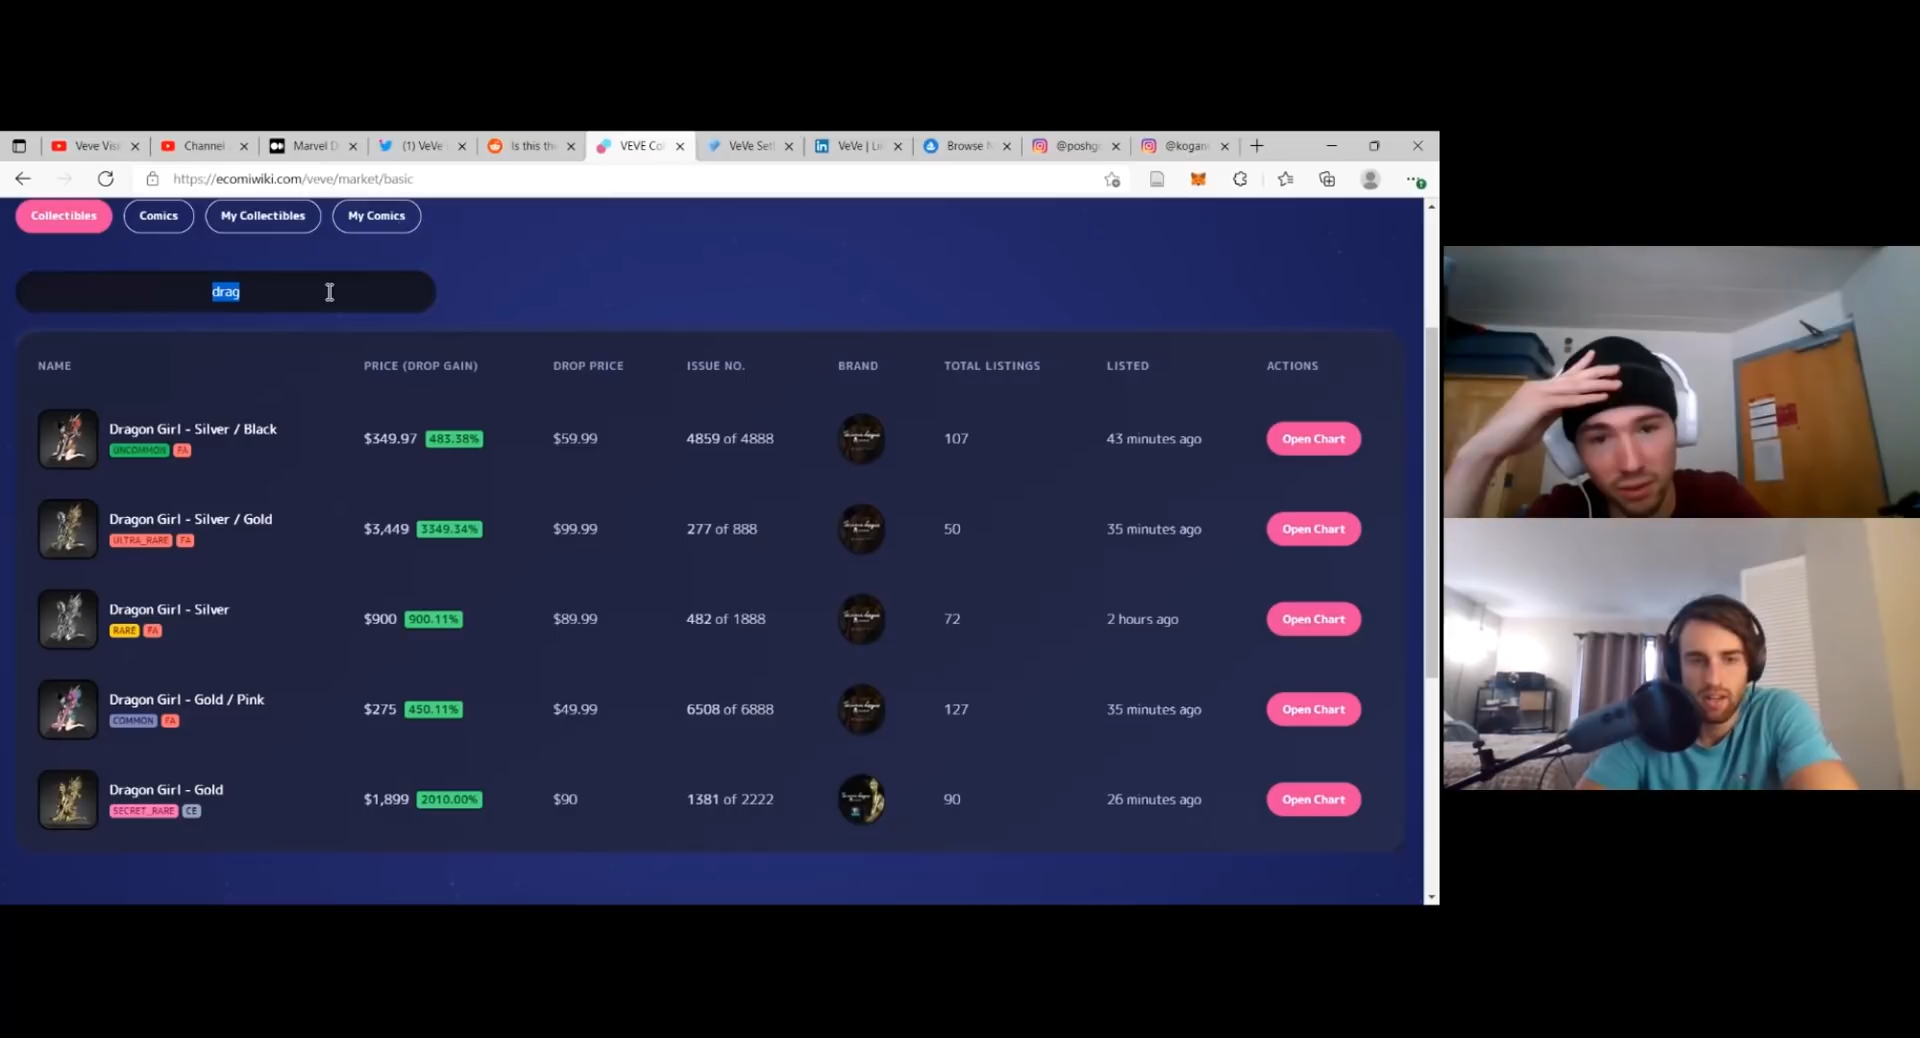 Veve Vis
Channel
Marvel D
(1) VeVe
Is this the
VEVE Co
VeVe Setl
VeVe | Li
Browse N
@poshg
@kogan
https://ecomiwiki.com/veve/market/basic
Collectibles Comics My Collectibles My Comics
drag
NAME PRICE (DROP GAIN) DROP PRICE ISSUE NO. BRAND TOTAL LISTINGS LISTED ACTIONS
Dragon Girl - Silver / Black
UNCOMMON FA
$349.97 483.38% $59.99 4859 of 4888 107 43 minutes ago Open Chart
Dragon Girl - Silver / Gold
ULTRA_RARE FA
$3,449 3349.34% $99.99 277 of 888 50 35 minutes ago Open Chart
Dragon Girl - Silver
RARE FA
$900 900.11% $89.99 482 of 1888 72 2 hours ago Open Chart
Dragon Girl - Gold / Pink
COMMON FA
$275 450.11% $49.99 6508 of 6888 127 35 minutes ago Open Chart
Dragon Girl - Gold
SECRET_RARE CE
$1,899 2010.00% $90 1381 of 2222 90 26 minutes ago Open Chart